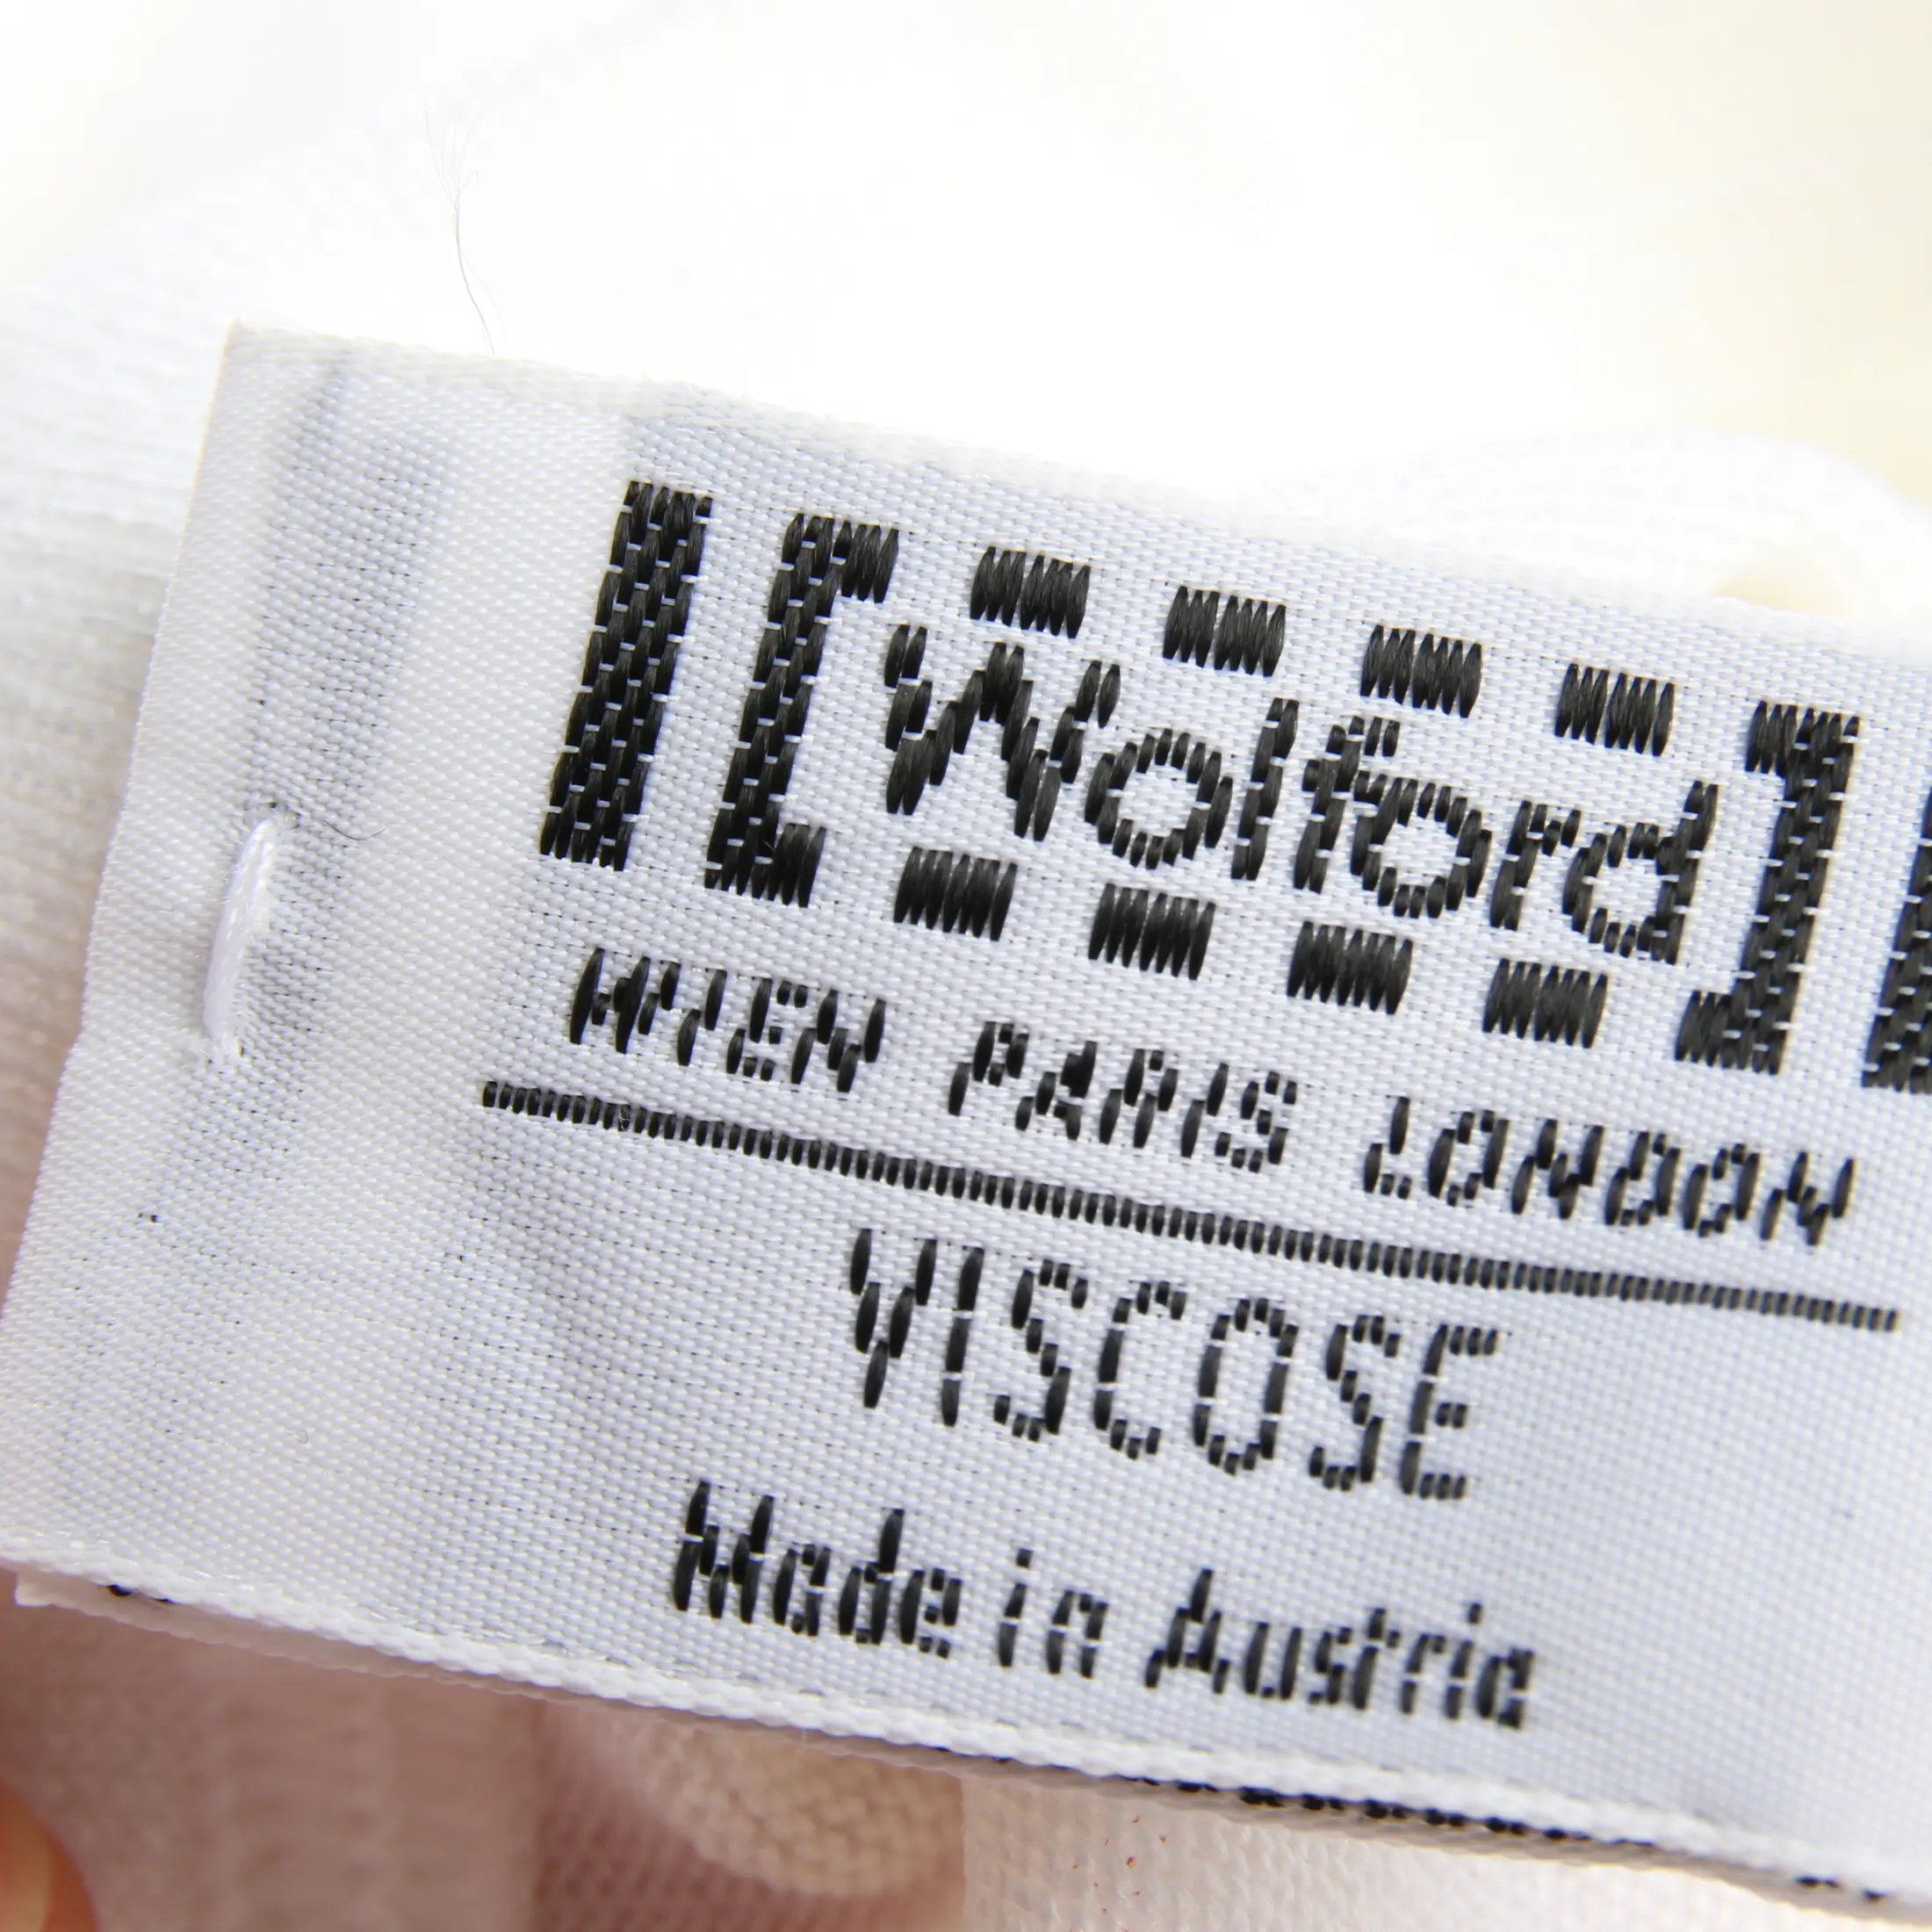 Wolford
WIEN PARIS LONDON
VISCOSE
Made in Austria